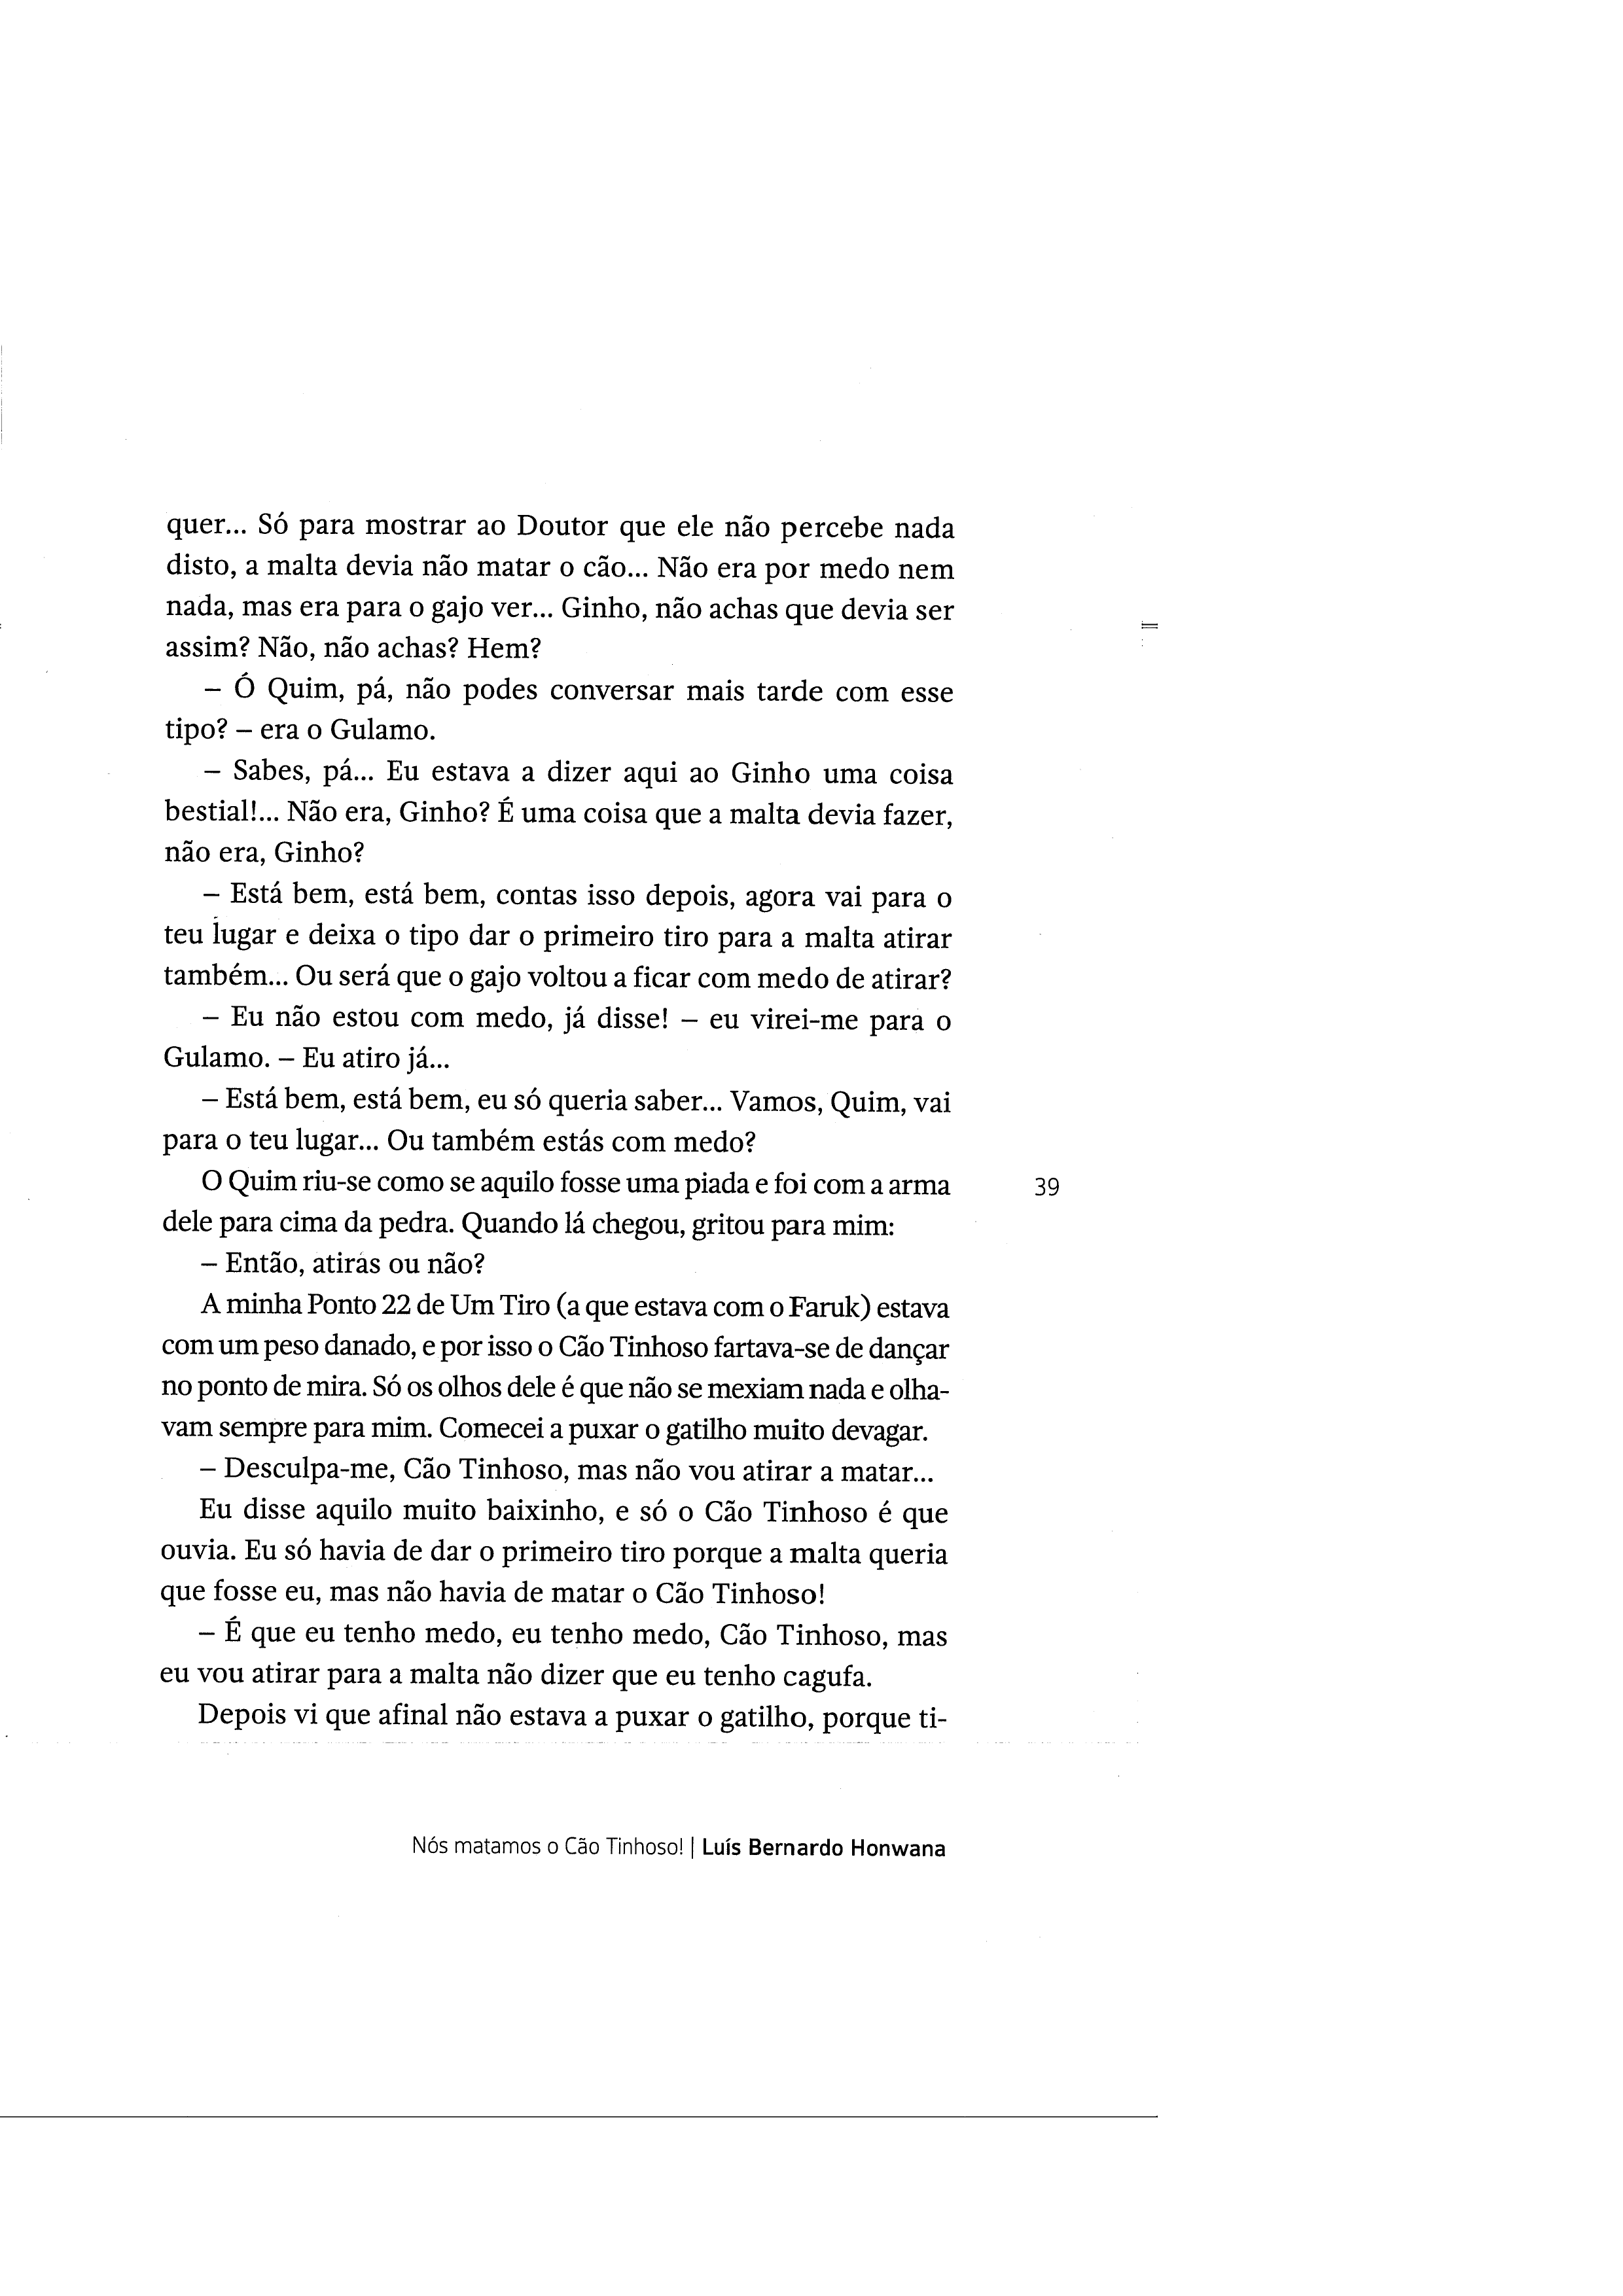 quer... Só para mostrar ao Doutor que ele não percebe nada
disto, a malta devia não matar o cão... Não era por medo nem
nada, mas era para o gajo ver... Ginho, não achas que devia ser
assim? Não, não achas? Hem?
– Ó Quim, pá, não podes conversar mais tarde com esse
tipo? – era o Gulamo.
– Sabes, pá... Eu estava a dizer aqui ao Ginho uma coisa
bestial!... Não era, Ginho? É uma coisa que a malta devia fazer,
não era, Ginho?
– Está bem, está bem, contas isso depois, agora vai para o
teu lugar e deixa o tipo dar o primeiro tiro para a malta atirar
também... Ou será que o gajo voltou a ficar com medo de atirar?
– Eu não estou com medo, já disse! – eu virei-me para o
Gulamo. – Eu atiro já...
– Está bem, está bem, eu só queria saber... Vamos, Quim, vai
para o teu lugar... Ou também estás com medo?
O Quim riu-se como se aquilo fosse uma piada e foi com a arma
dele para cima da pedra. Quando lá chegou, gritou para mim:
– Então, atiras ou não?
A minha Ponto 22 de Um Tiro (a que estava com o Faruk) estava
com um peso danado, e por isso o Cão Tinhoso fartava-se de dançar
no ponto de mira. Só os olhos dele é que não se mexiam nada e olha-
vam sempre para mim. Comecei a puxar o gatilho muito devagar.
– Desculpa-me, Cão Tinhoso, mas não vou atirar a matar...
Eu disse aquilo muito baixinho, e só o Cão Tinhoso é que
ouvia. Eu só havia de dar o primeiro tiro porque a malta queria
que fosse eu, mas não havia de matar o Cão Tinhoso!
– É que eu tenho medo, eu tenho medo, Cão Tinhoso, mas
eu vou atirar para a malta não dizer que eu tenho cagufa.
Depois vi que afinal não estava a puxar o gatilho, porque ti-
39
Nós matamos o Cão Tinhoso! | Luís Bernardo Honwana